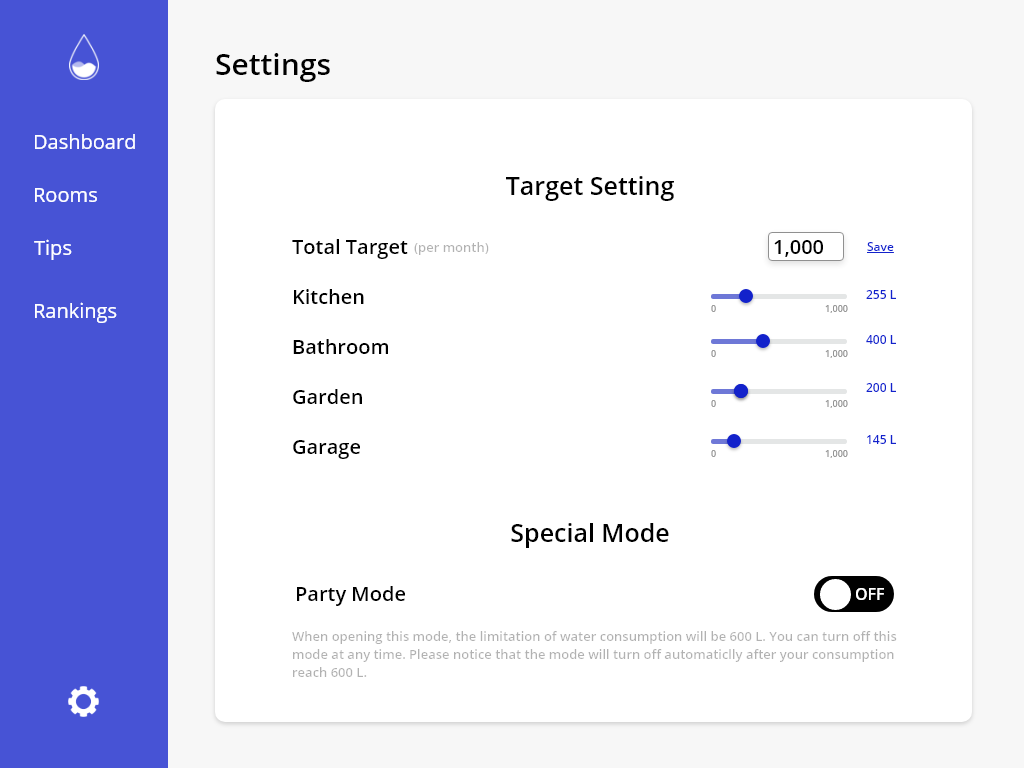 Settings
Dashboard
Rooms
Tips
Rankings
Target Setting
Total Target (per month) 1,000 Save
Kitchen 255 L
0 1,000
Bathroom 400 L
0 1,000
Garden 200 L
0 1,000
Garage 145 L
0 1,000
Special Mode
Party Mode OFF
When opening this mode, the limitation of water consumption will be 600 L. You can turn off this
mode at any time. Please notice that the mode will turn off automaticlly after your consumption
reach 600 L.